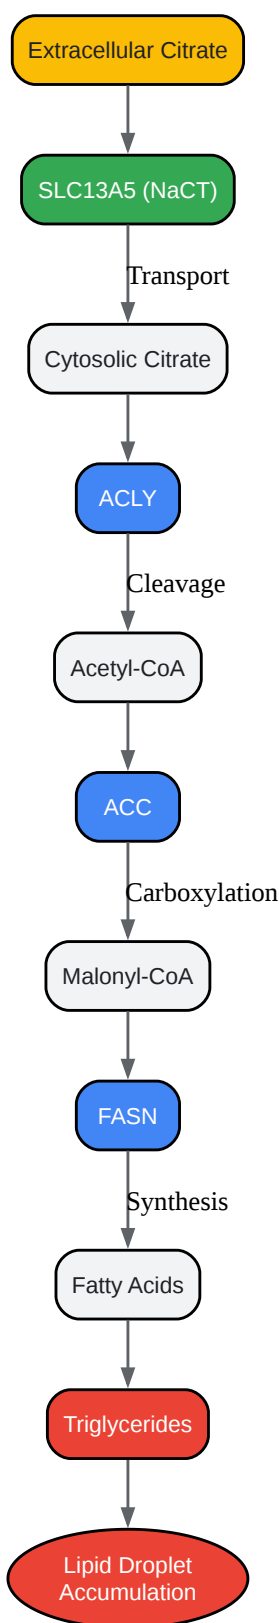 Extracellular Citrate
SLC13A5 (NaCT)
Transport
Cytosolic Citrate
ACLY
Cleavage
Acetyl-CoA
ACC
Carboxylation
Malonyl-CoA
FASN
Synthesis
Fatty Acids
Triglycerides
Lipid Droplet
Accumulation